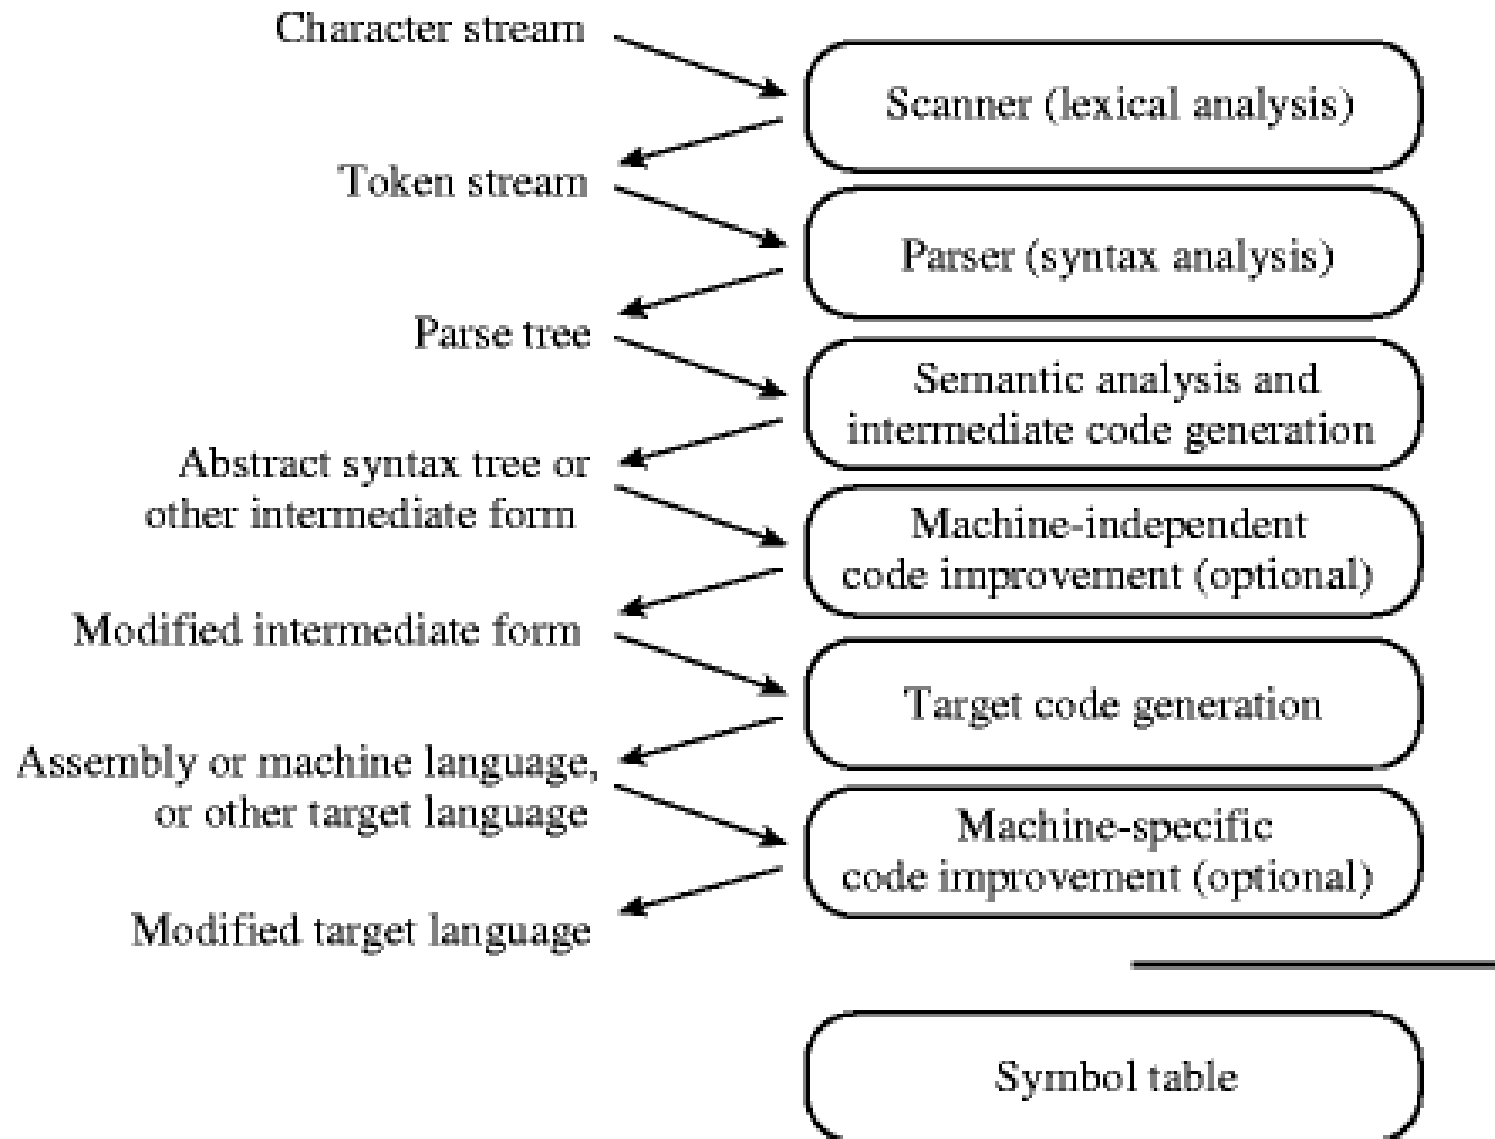 Character stream
Scanner (lexical analysis)
Token stream
Parser (syntax analysis)
Parse tree
Semantic analysis and
intermediate code generation
Abstract syntax tree or
other intermediate form
Machine-independent
code improvement (optional)
Modified intermediate form
Target code generation
Assembly or machine language,
or other target language
Machine-specific
code improvement (optional)
Modified target language
Symbol table